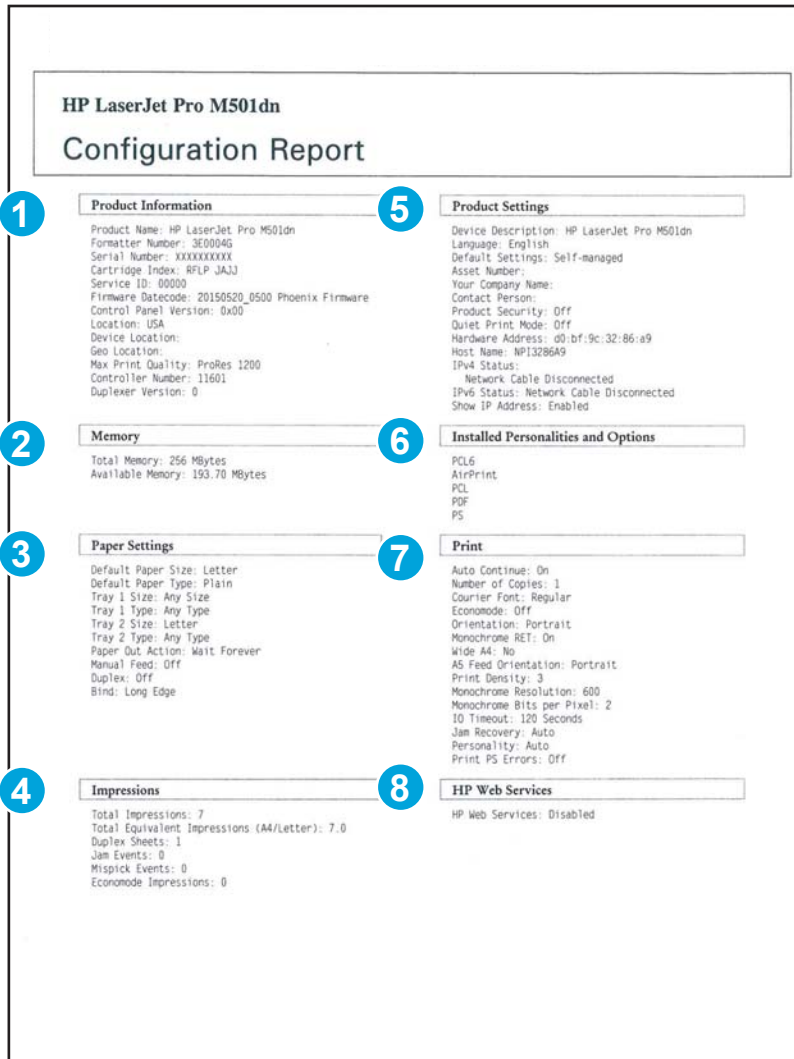 HP LaserJet Pro M501dn
Configuration Report
1
Product Information
Product Name: HP LaserJet Pro M501dn
Formatter Number: 3E0004G
Serial Number: XXXXXXXXXX
Cartridge Index: RFLP JAJJ
Service ID: 00000
Firmware Datecode: 20150520_0500 Phoenix Firmware
Control Panel Version: 0x00
Location: USA
Device Location:
Geo Location:
Max Print Quality: ProRes 1200
Controller Number: 11601
Duplexer Version: 0
2
Memory
Total Memory: 256 MBytes
Available Memory: 193.70 MBytes
3
Paper Settings
Default Paper Size: Letter
Default Paper Type: Plain
Tray 1 Size: Any Size
Tray 1 Type: Any Type
Tray 2 Size: Letter
Tray 2 Type: Any Type
Paper Out Action: Wait Forever
Manual Feed: Off
Duplex: Off
Bind: Long Edge
4
Impressions
Total Impressions: 7
Total Equivalent Impressions (A4/Letter): 7.0
Duplex Sheets: 1
Jam Events: 0
Mispick Events: 0
Economode Impressions: 0
5
Product Settings
Device Description: HP LaserJet Pro M501dn
Language: English
Default Settings: Self-managed
Asset Number:
Your Company Name:
Contact Person:
Product Security: Off
Quiet Print Mode: Off
Hardware Address: d0:bf:9c:32:86:a9
Host Name: NPI3286A9
IPv4 Status:
Network Cable Disconnected
IPv6 Status: Network Cable Disconnected
Show IP Address: Enabled
6
Installed Personalities and Options
PCL6
AirPrint
PCL
PDF
PS
7
Print
Auto Continue: On
Number of Copies: 1
Courier Font: Regular
Economode: Off
Orientation: Portrait
Monochrome RET: On
Wide A4: No
A5 Feed Orientation: Portrait
Print Density: 3
Monochrome Resolution: 600
Monochrome Bits per Pixel: 2
IO Timeout: 120 Seconds
Jam Recovery: Auto
Personality: Auto
Print PS Errors: Off
8
HP Web Services
HP Web Services: Disabled